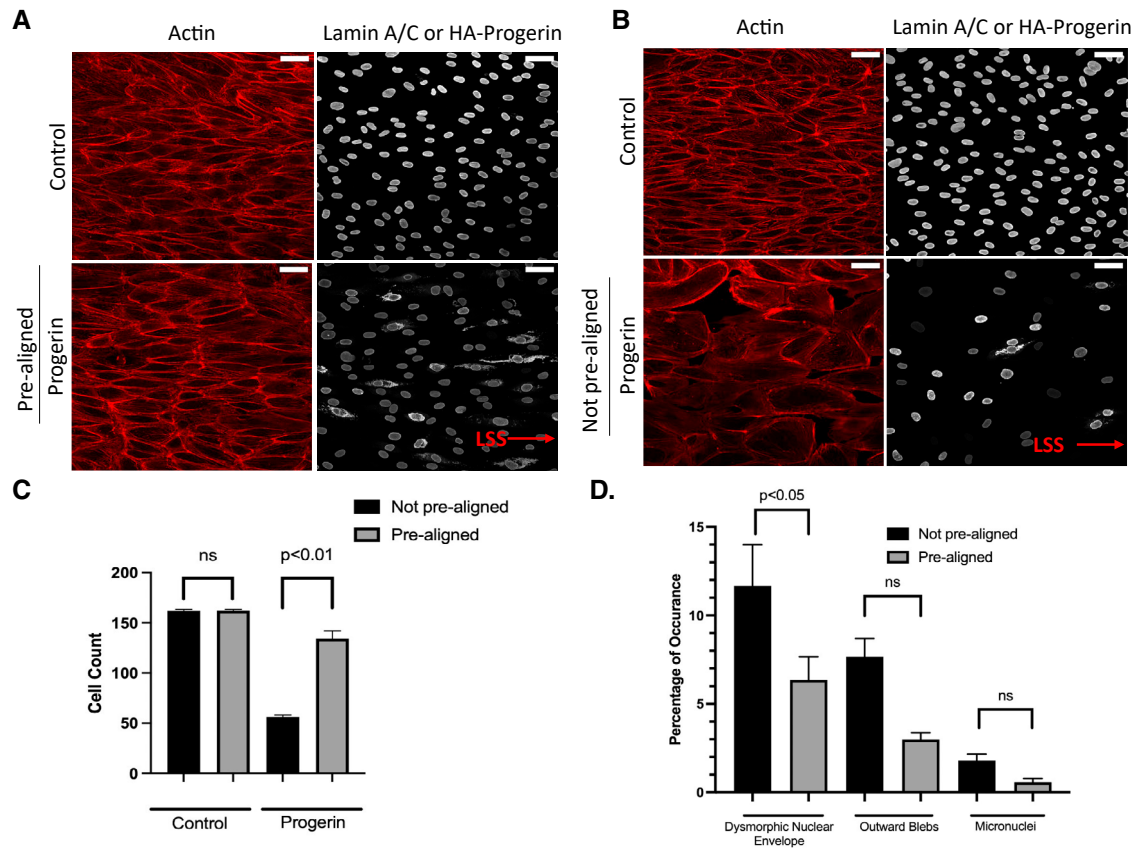 A
Actin
Lamin A/C or HA-Progerin
Control
Pre-aligned
Progerin
LSS
B
Actin
Lamin A/C or HA-Progerin
Control
Not pre-aligned
Progerin
LSS
C
Not pre-aligned
Pre-aligned
ns
p<0.01
Cell Count
200
150
100
50
0
Control
Progerin
D.
p<0.05
Not pre-aligned
Pre-aligned
ns
ns
Percentage of Occurance
15
10
5
0
Dysmorphic Nuclear
Envelope
Outward Blebs
Micronuclei